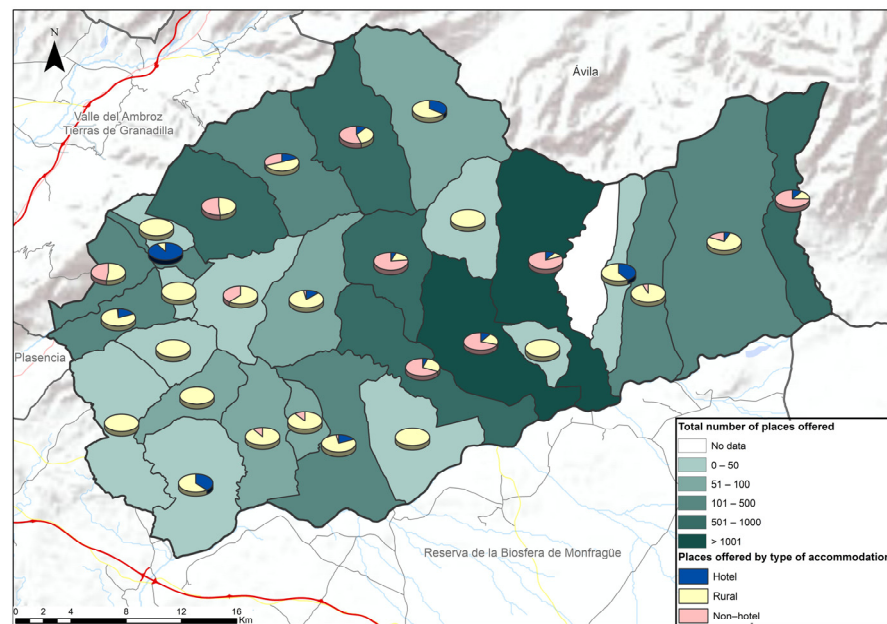 N
Ávila
Valle del Ambroz
Tierras de Granadilla
Plasencia
Reserva de la Biosfera de Monfragüe
Total number of places offered
No data
0 – 50
51 – 100
101 – 500
501 – 1000
> 1001
Places offered by type of accommodation
Hotel
Rural
Non–hotel
0 2 4 8 12 16
Km